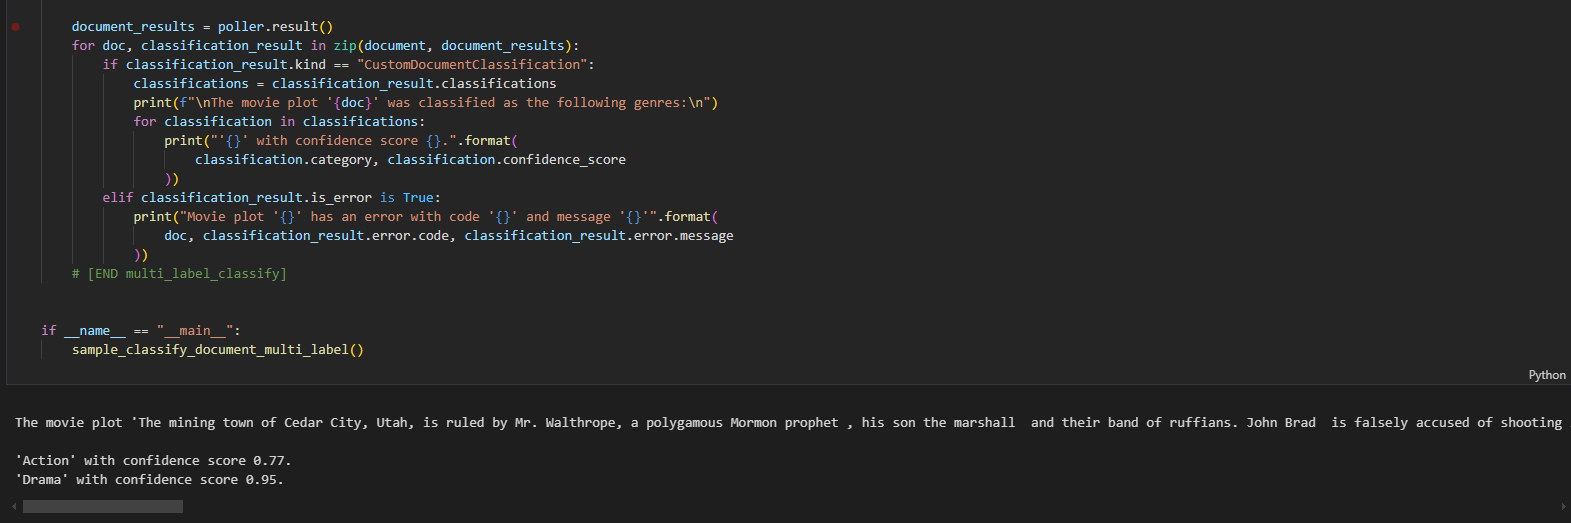 document_results = poller.result()
for doc, classification_result in zip(document, document_results):
if classification_result.kind == "CustomDocumentClassification":
classifications = classification_result.classifications
print(f"\nThe movie plot '{doc}' was classified as the following genres:\n")
for classification in classifications:
print("'{}' with confidence score {}.".format(
classification.category, classification.confidence_score
))
elif classification_result.is_error is True:
print("Movie plot '{}' has an error with code '{}' and message '{}'".format(
doc, classification_result.error.code, classification_result.error.message
))
# [END multi_label_classify]
if __name__ == "__main__":
sample_classify_document_multi_label()
Python
The movie plot 'The mining town of Cedar City, Utah, is ruled by Mr. Walthrope, a polygamous Mormon prophet , his son the marshall  and their band of ruffians. John Brad  is falsely accused of shooting
'Action' with confidence score 0.77.
'Drama' with confidence score 0.95.